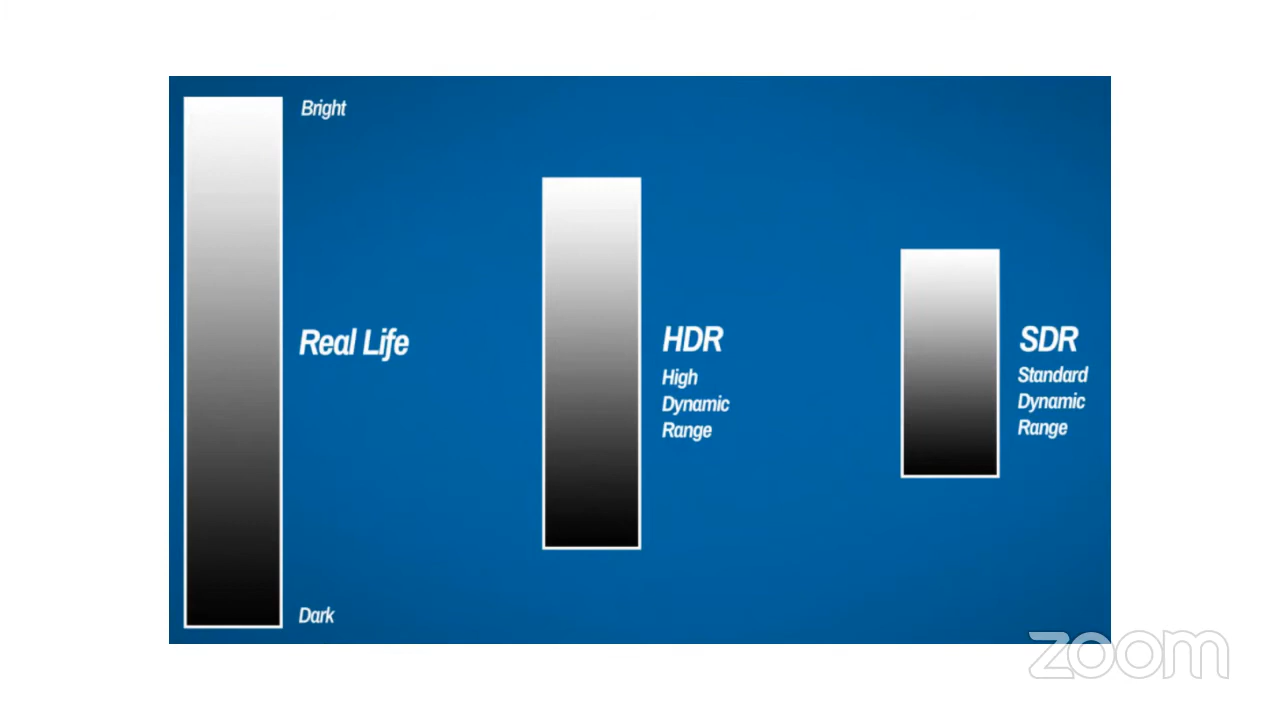 Bright
Real Life
Dark
HDR
High
Dynamic
Range
SDR
Standard
Dynamic
Range
zoom